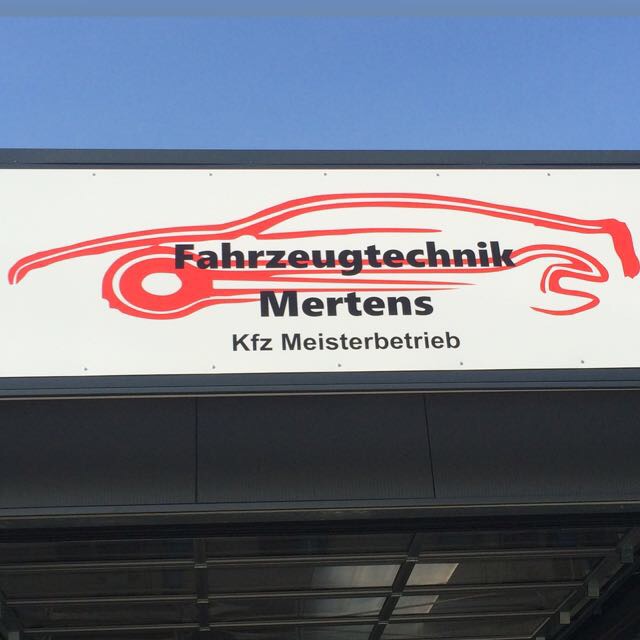 Fahrzeugtechnik
Mertens
Kfz Meisterbetrieb